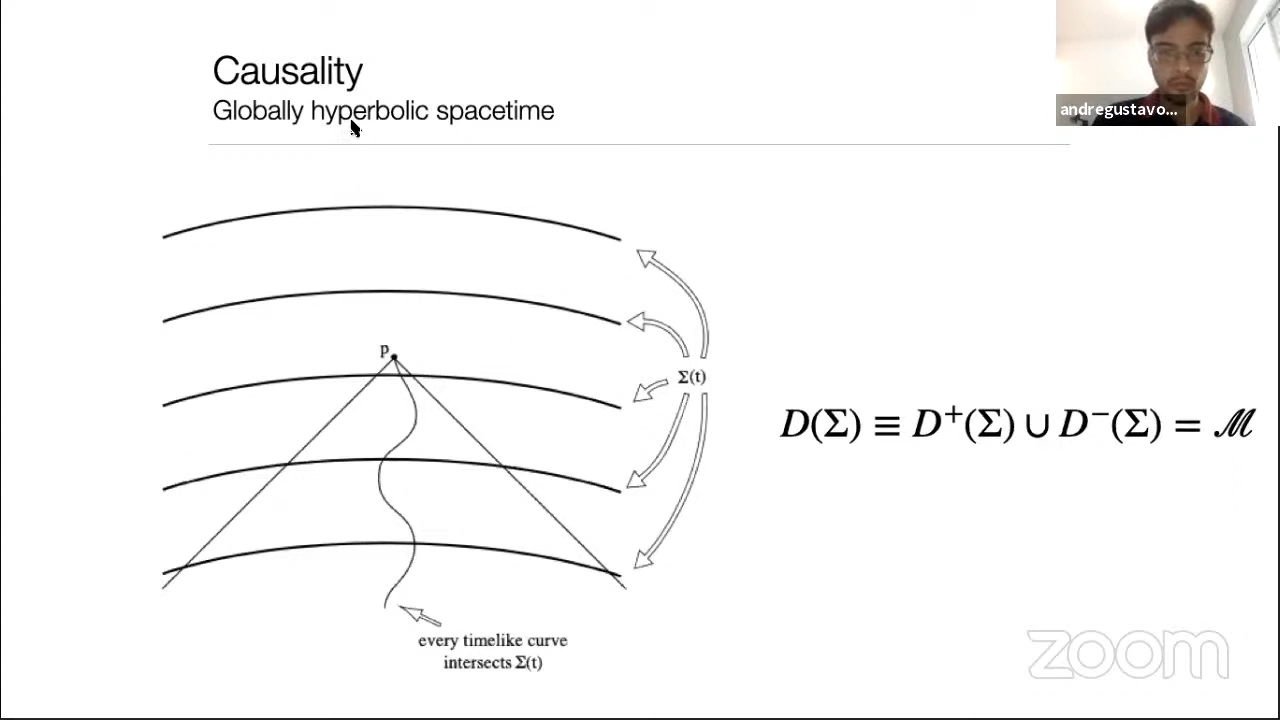 Causality
Globally hyperbolic spacetime
andregustavo...
p
Σ(t)
D(Σ) ≡ D⁺(Σ) ∪ D⁻(Σ) = ℳ
every timelike curve
intersects Σ(t)
zoom